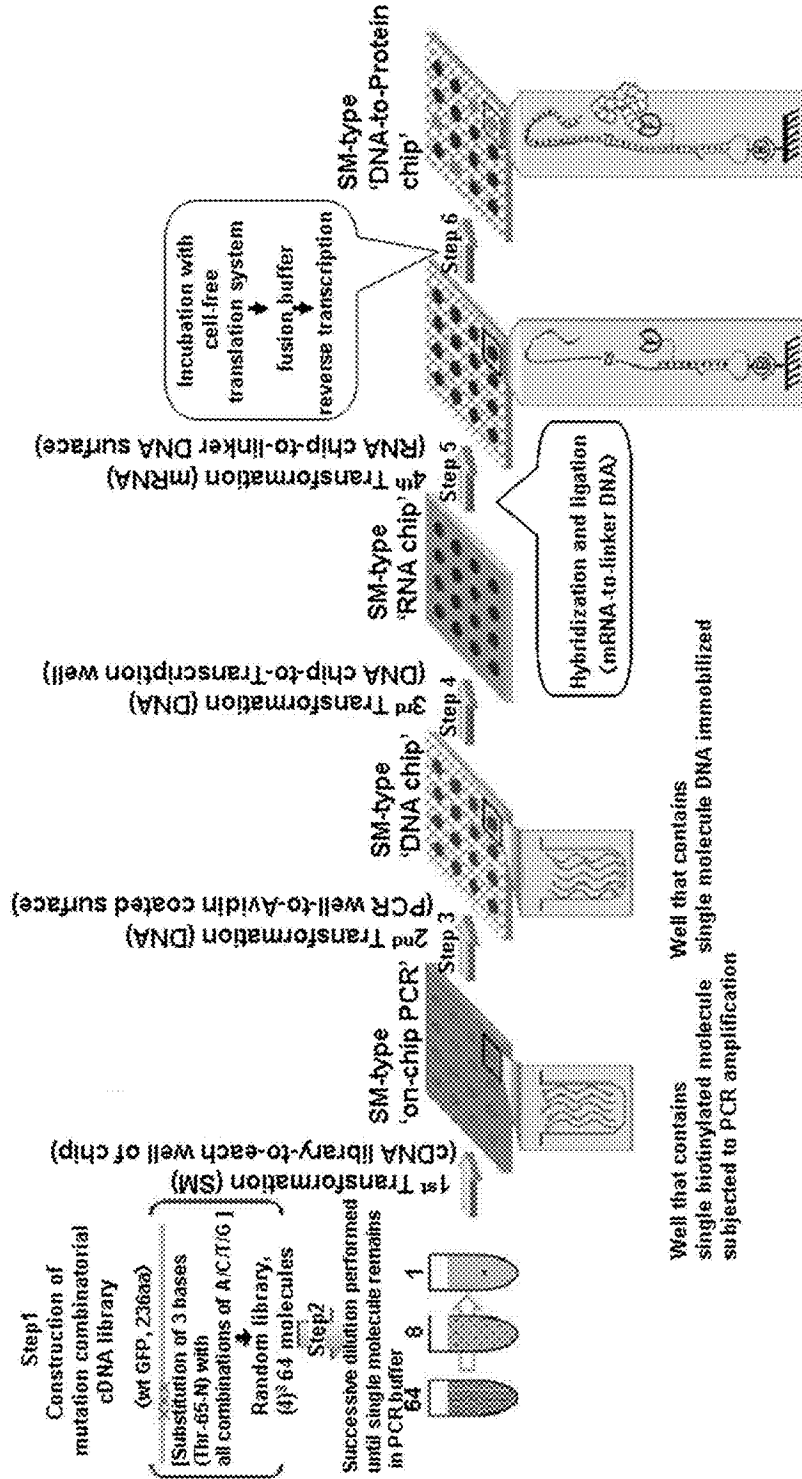 Step1
Construction of
mutation combinatorial
cDNA library
(wt GFP, 236aa)
[Substitution of 3 bases
(Thr-65-N) with
all combinations of A/C/T/G ]
Random library,
(4)³ 64 molecules
Step2
Successive dilution performed
until single molecule remains
in PCR buffer
64 8 1
1st Transformation (SM)
(cDNA library-to-each well of chip)
SM-type
'on-chip PCR'
Well that contains
single biotinylated molecule
subjected to PCR amplification
2nd Transformation (DNA)
(PCR well-to-Avidin coated surface)
Step 3
SM-type
'DNA chip'
Well that contains
single molecule DNA immobilized
3rd Transformation (DNA)
(DNA chip-to-Transcription well)
Step 4
SM-type
'RNA chip'
4th Transformation (mRNA)
(RNA chip-to-linker DNA surface)
Step 5
Hybridization and ligation
(mRNA-to-linker DNA)
Incubation with
cell-free
translation system
fusion buffer
reverse transcription
Step 6
SM-type
'DNA-to-Protein
chip'